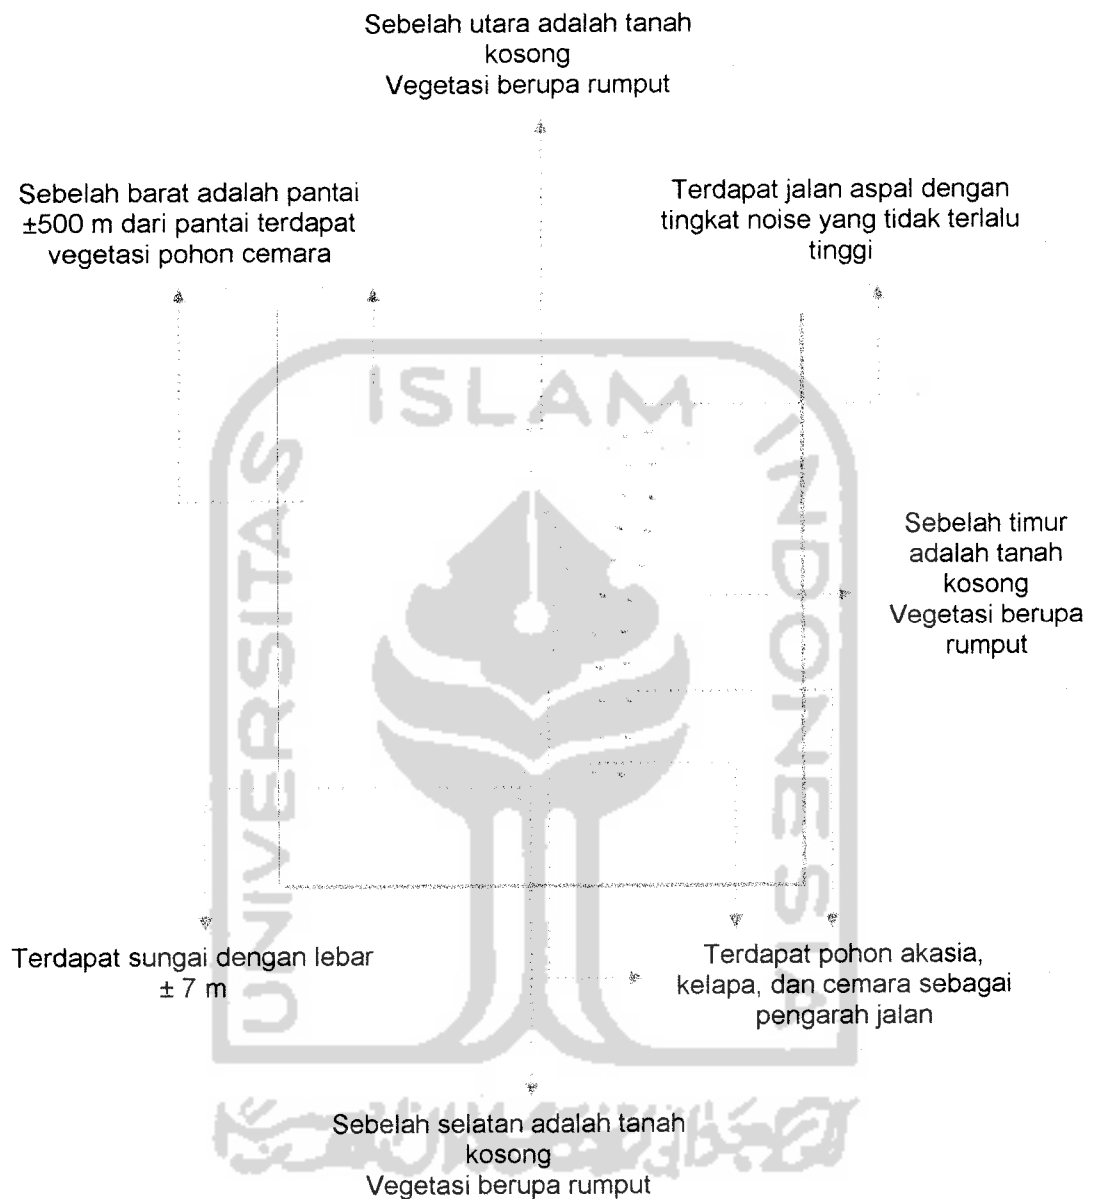 Sebelah utara adalah tanah
kosong
Vegetasi berupa rumput
Sebelah barat adalah pantai
±500 m dari pantai terdapat
vegetasi pohon cemara
Terdapat jalan aspal dengan
tingkat noise yang tidak terlalu
tinggi
UNIVERSITAS
ISLAM
INDONESIA
Sebelah timur
adalah tanah
kosong
Vegetasi berupa
rumput
Terdapat sungai dengan lebar
± 7 m
Terdapat pohon akasia,
kelapa, dan cemara sebagai
pengarah jalan
Sebelah selatan adalah tanah
kosong
Vegetasi berupa rumput